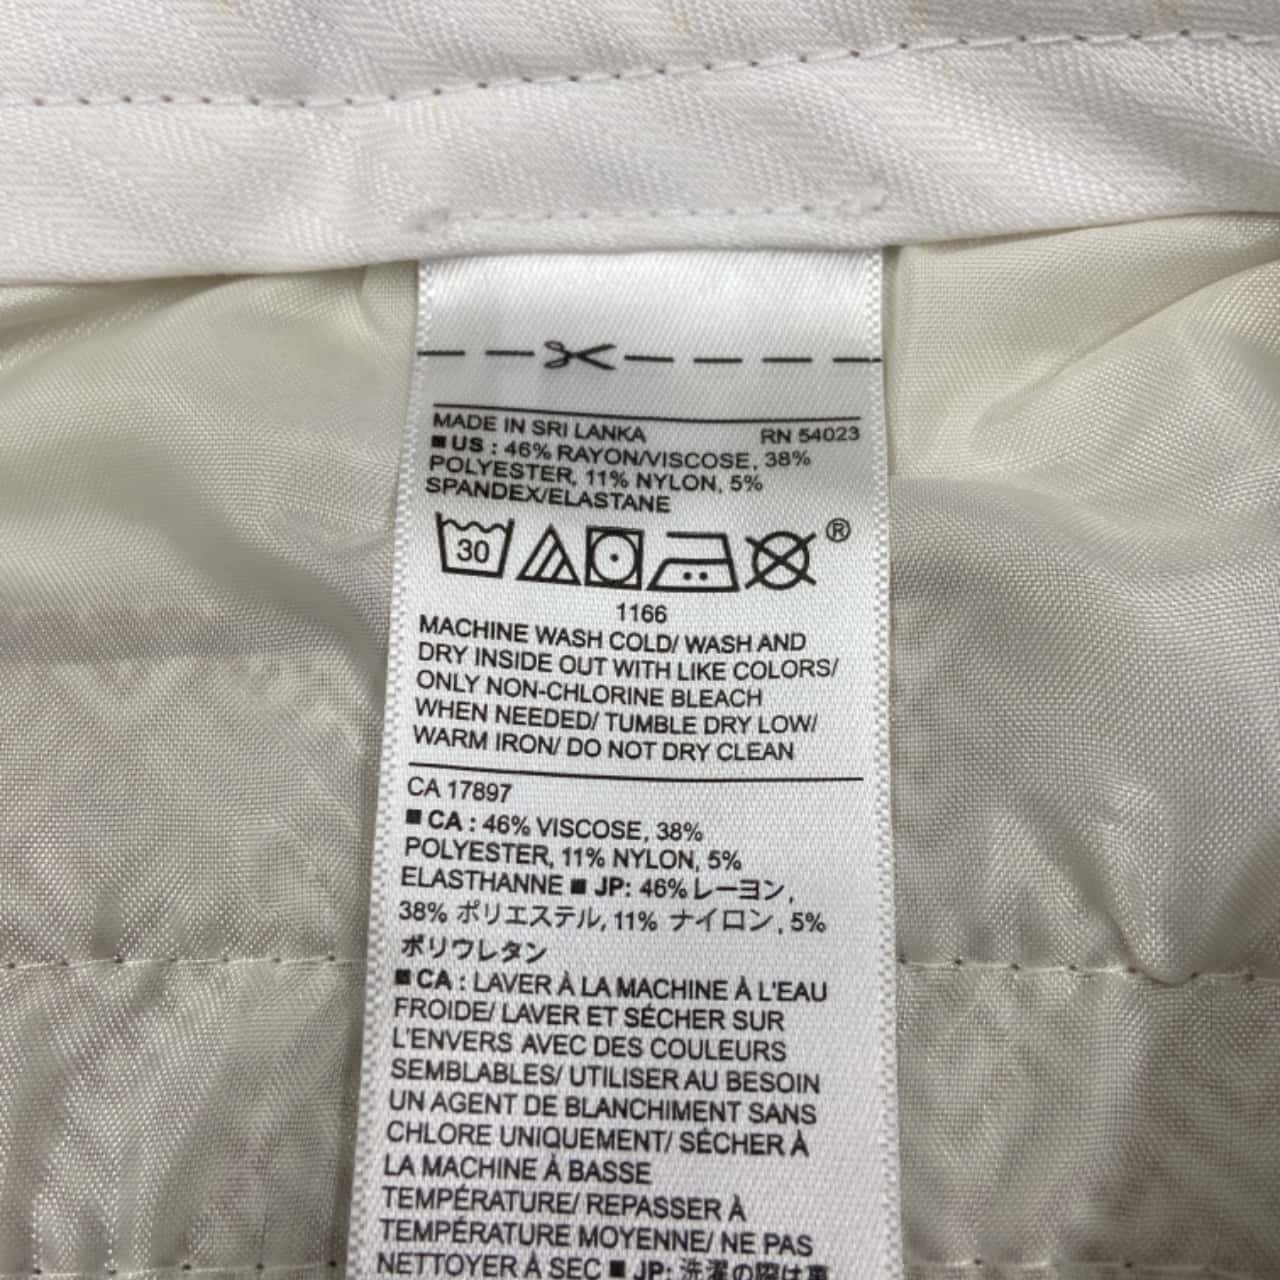 MADE IN SRI LANKA RN 54023
■ US : 46% RAYON/VISCOSE, 38%
POLYESTER, 11% NYLON, 5%
SPANDEX/ELASTANE
30
®
1166
MACHINE WASH COLD/ WASH AND
DRY INSIDE OUT WITH LIKE COLORS/
ONLY NON-CHLORINE BLEACH
WHEN NEEDED/ TUMBLE DRY LOW/
WARM IRON/ DO NOT DRY CLEAN
CA 17897
■ CA : 46% VISCOSE, 38%
POLYESTER, 11% NYLON, 5%
ELASTHANNE ■ JP: 46% レーヨン,
38% ポリエステル, 11% ナイロン, 5%
ポリウレタン
■ CA : LAVER À LA MACHINE À L'EAU
FROIDE/ LAVER ET SÉCHER SUR
L'ENVERS AVEC DES COULEURS
SEMBLABLES/ UTILISER AU BESOIN
UN AGENT DE BLANCHIMENT SANS
CHLORE UNIQUEMENT/ SÉCHER À
LA MACHINE À BASSE
TEMPÉRATURE/ REPASSER À
TEMPÉRATURE MOYENNE/ NE PAS
NETTOYER À SEC ■ JP: 洗濯の際は裏